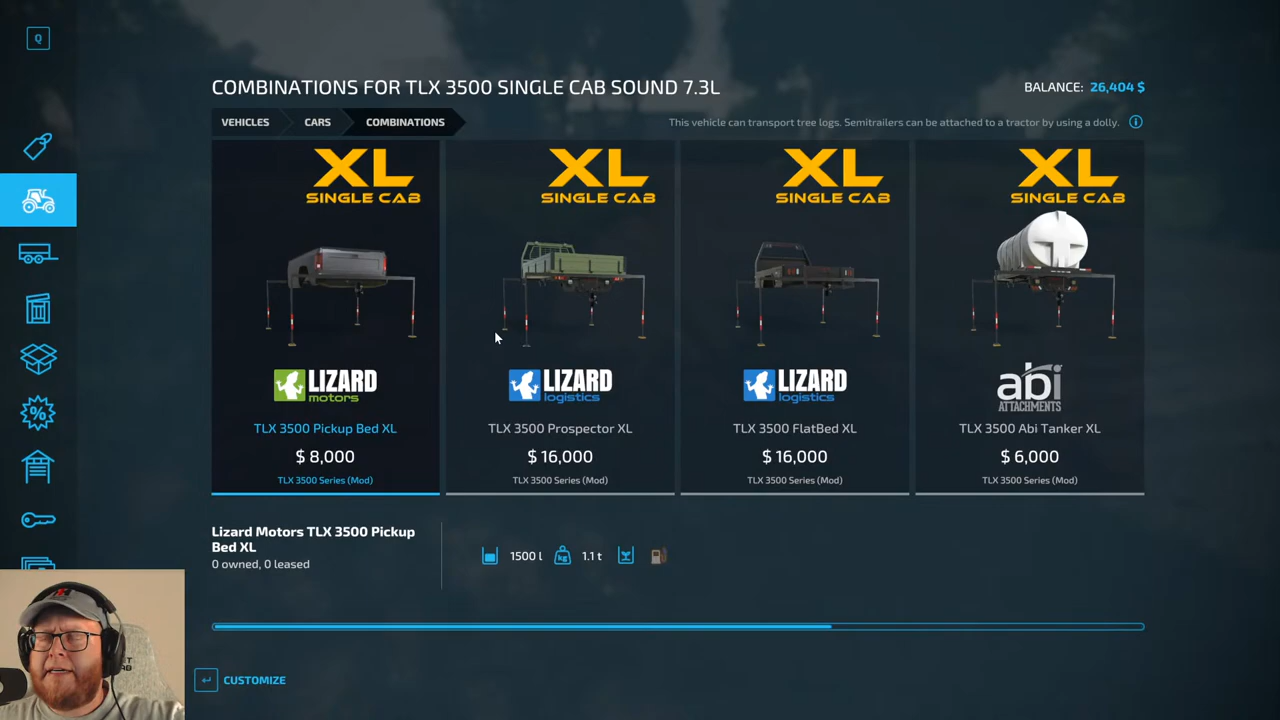 Q
COMBINATIONS FOR TLX 3500 SINGLE CAB SOUND 7.3L
BALANCE: 26,404 $
VEHICLES
CARS
COMBINATIONS
This vehicle can transport tree logs. Semitrailers can be attached to a tractor by using a dolly.
XL
SINGLE CAB
LIZARD
motors
TLX 3500 Pickup Bed XL
$ 8,000
TLX 3500 Series (Mod)
XL
SINGLE CAB
LIZARD
logistics
TLX 3500 Prospector XL
$ 16,000
TLX 3500 Series (Mod)
XL
SINGLE CAB
LIZARD
logistics
TLX 3500 FlatBed XL
$ 16,000
TLX 3500 Series (Mod)
XL
SINGLE CAB
abi
ATTACHMENTS
TLX 3500 Abi Tanker XL
$ 6,000
TLX 3500 Series (Mod)
Lizard Motors TLX 3500 Pickup
Bed XL
0 owned, 0 leased
1500 l
kg
1.1 t
CUSTOMIZE